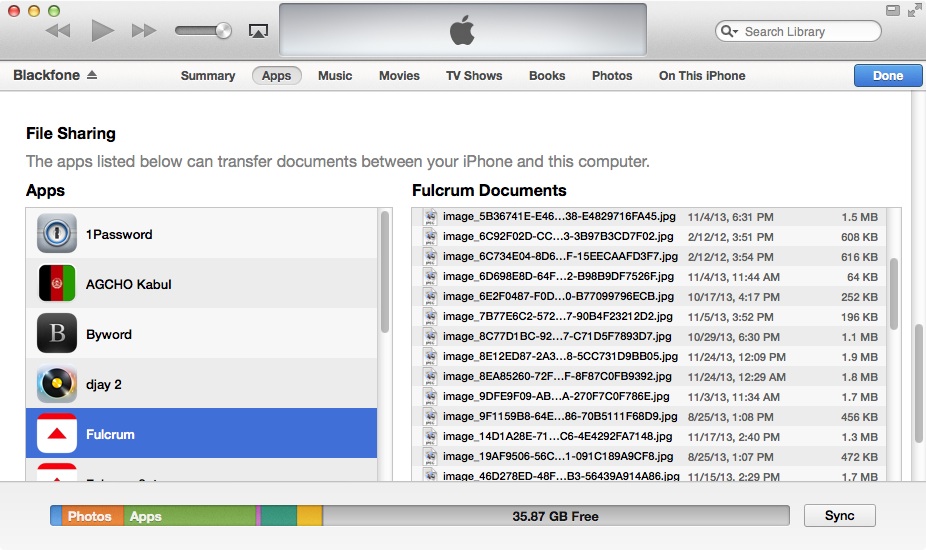 Search Library
Blackfone Summary Apps Music Movies TV Shows Books Photos On This iPhone Done
File Sharing
The apps listed below can transfer documents between your iPhone and this computer.
Apps
1Password
AGCHO Kabul
B Byword
djay 2
Fulcrum
Fulcrum Documents
image_5B36741E-E46...38-E4829716FA45.jpg 11/4/13, 6:31 PM 1.5 MB
image_6C92F02D-CC...3-3B97B3CD7F02.jpg 2/12/12, 3:51 PM 608 KB
image_6C734E04-8D6...F-15EECAAFD3F7.jpg 2/12/12, 3:54 PM 616 KB
image_6D698E8D-64F...2-B98B9DF7526F.jpg 11/4/13, 11:44 AM 64 KB
image_6E2F0487-F0D...0-B77099796ECB.jpg 10/17/13, 4:17 PM 252 KB
image_7B77E6C2-572...7-90B4F23212D2.jpg 11/5/13, 3:52 PM 196 KB
image_8C77D1BC-92...7-C71D5F7893D7.jpg 10/29/13, 6:30 PM 1.1 MB
image_8E12ED87-2A3...8-5CC731D9BB05.jpg 11/24/13, 12:09 PM 1.9 MB
image_8EA85260-72F...F-8F87C0FB9392.jpg 11/24/13, 12:29 AM 1.8 MB
image_9DFE9F09-AB...A-270F7C0F786E.jpg 11/3/13, 11:34 AM 1.7 MB
image_9F1159B8-64E...86-70B5111F68D9.jpg 8/25/13, 1:08 PM 456 KB
image_14D1A28E-71...C6-4E4292FA7148.jpg 11/17/13, 2:40 PM 1.3 MB
image_19AF9506-56C...1-091C189A9CF8.jpg 8/25/13, 1:07 PM 472 KB
image_46D278ED-48F...B3-56439A914A86.jpg 11/15/13, 2:29 PM 1.7 MB
Photos Apps 35.87 GB Free Sync